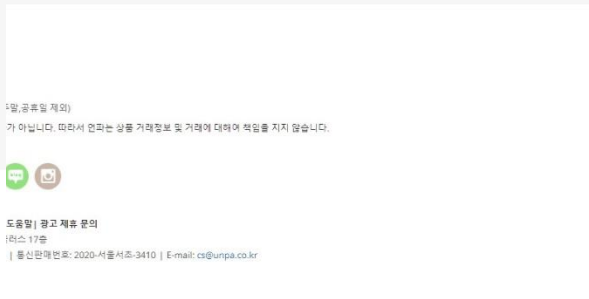 주말,공휴일 제외)
가 아닙니다. 따라서 언파는 상품 거래정보 및 거래에 대하여 책임을 지지 않습니다.
도움말| 광고 제휴 문의
17층
| 통신판매번호: 2020-서울서초-3410 | E-mail: cs@unpa.co.kr